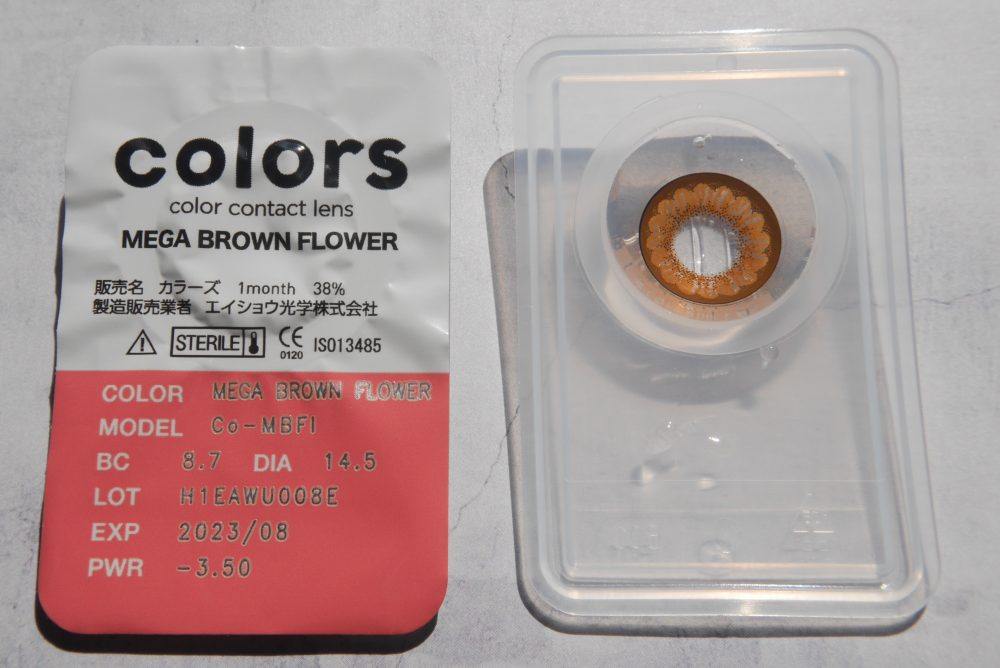 colors
color contact lens
MEGA BROWN FLOWER
販売名 カラーズ 1month 38%
製造販売業者 エイショウ光学株式会社
STERILE CE 0120 ISO13485
COLOR MEGA BROWN FLOWER
MODEL Co-MBFl
BC 8.7 DIA 14.5
LOT H1EAWU008E
EXP 2023/08
PWR -3.50